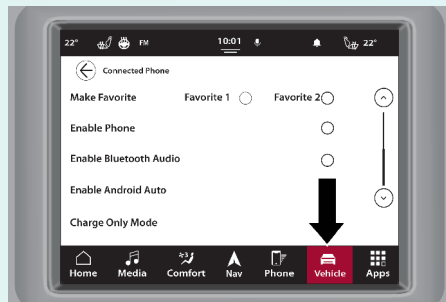 22° FM 10:01 22°
Connected Phone
Make Favorite Favorite 1 Favorite 2
Enable Phone
Enable Bluetooth Audio
Enable Android Auto
Charge Only Mode
Home Media Comfort Nav Phone Vehicle Apps